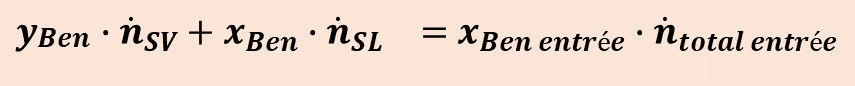 y_Ben · ṅ_SV + x_Ben · ṅ_SL = x_Ben entrée · ṅ_total entrée